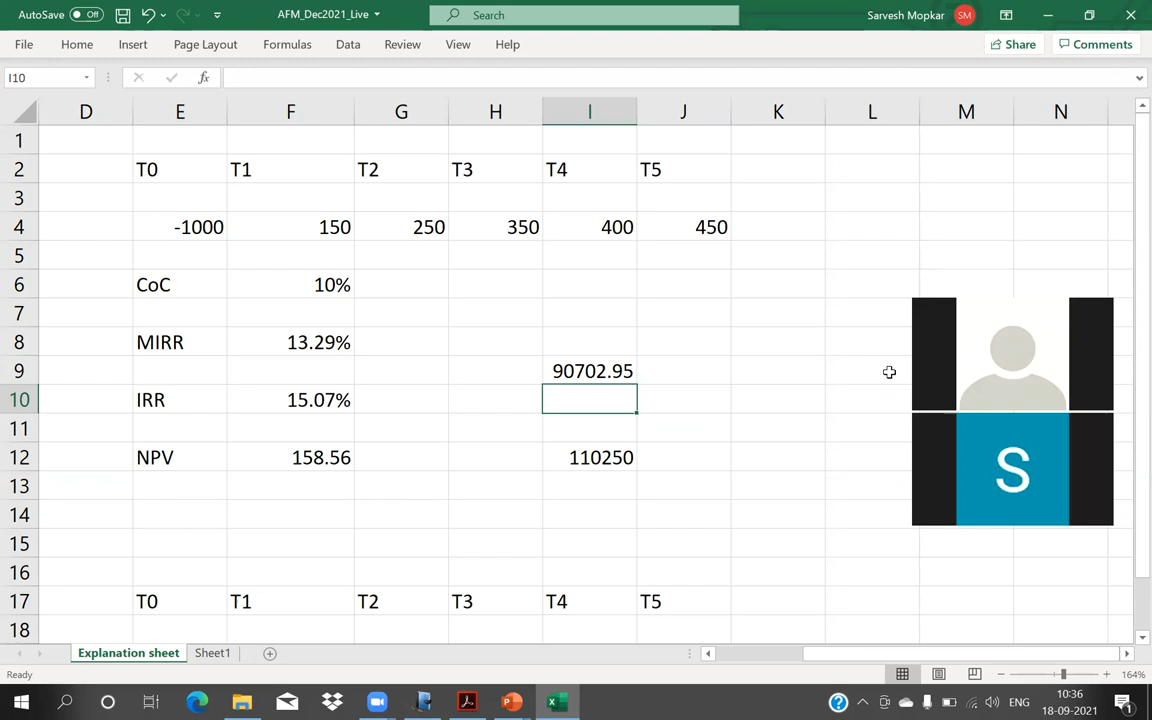 AutoSave Off AFM_Dec2021_Live Search Sarvesh Mopkar SM
File Home Insert Page Layout Formulas Data Review View Help Share Comments
I10 fx
D E F G H I J K L M N
1
2 T0 T1 T2 T3 T4 T5
3
4 -1000 150 250 350 400 450
5
6 CoC 10%
7
8 MIRR 13.29%
9 90702.95
10 IRR 15.07%
11
12 NPV 158.56 110250
13
14
15
16
17 T0 T1 T2 T3 T4 T5
18
S
Explanation sheet Sheet1
Ready 164%
ENG 10:36
18-09-2021 1